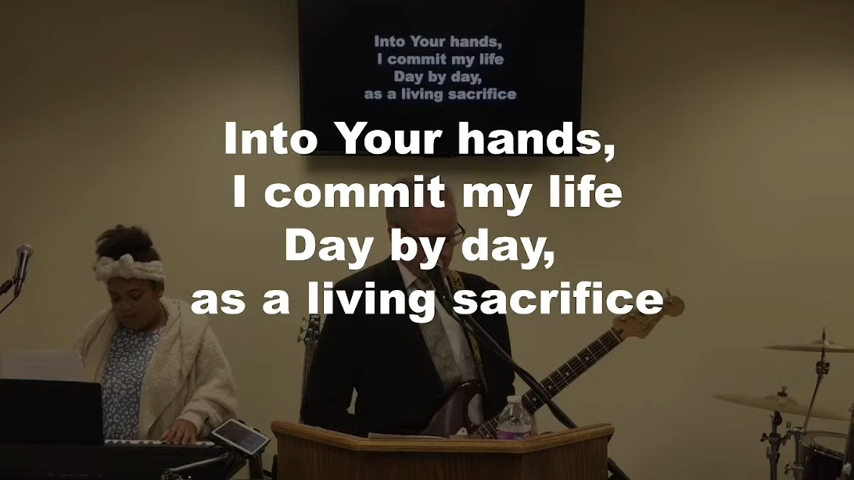 Into Your hands,
I commit my life
Day by day,
as a living sacrifice
Into Your hands,
I commit my life
Day by day,
as a living sacrifice